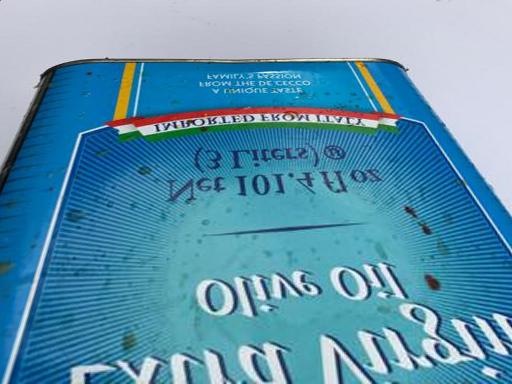 Extra Virgin
Olive Oil
Net 101.4 fl oz
(3 Liters) ℮
IMPORTED FROM ITALY
A UNIQUE TASTE
FROM THE DE CECCO
FAMILY'S PASSION